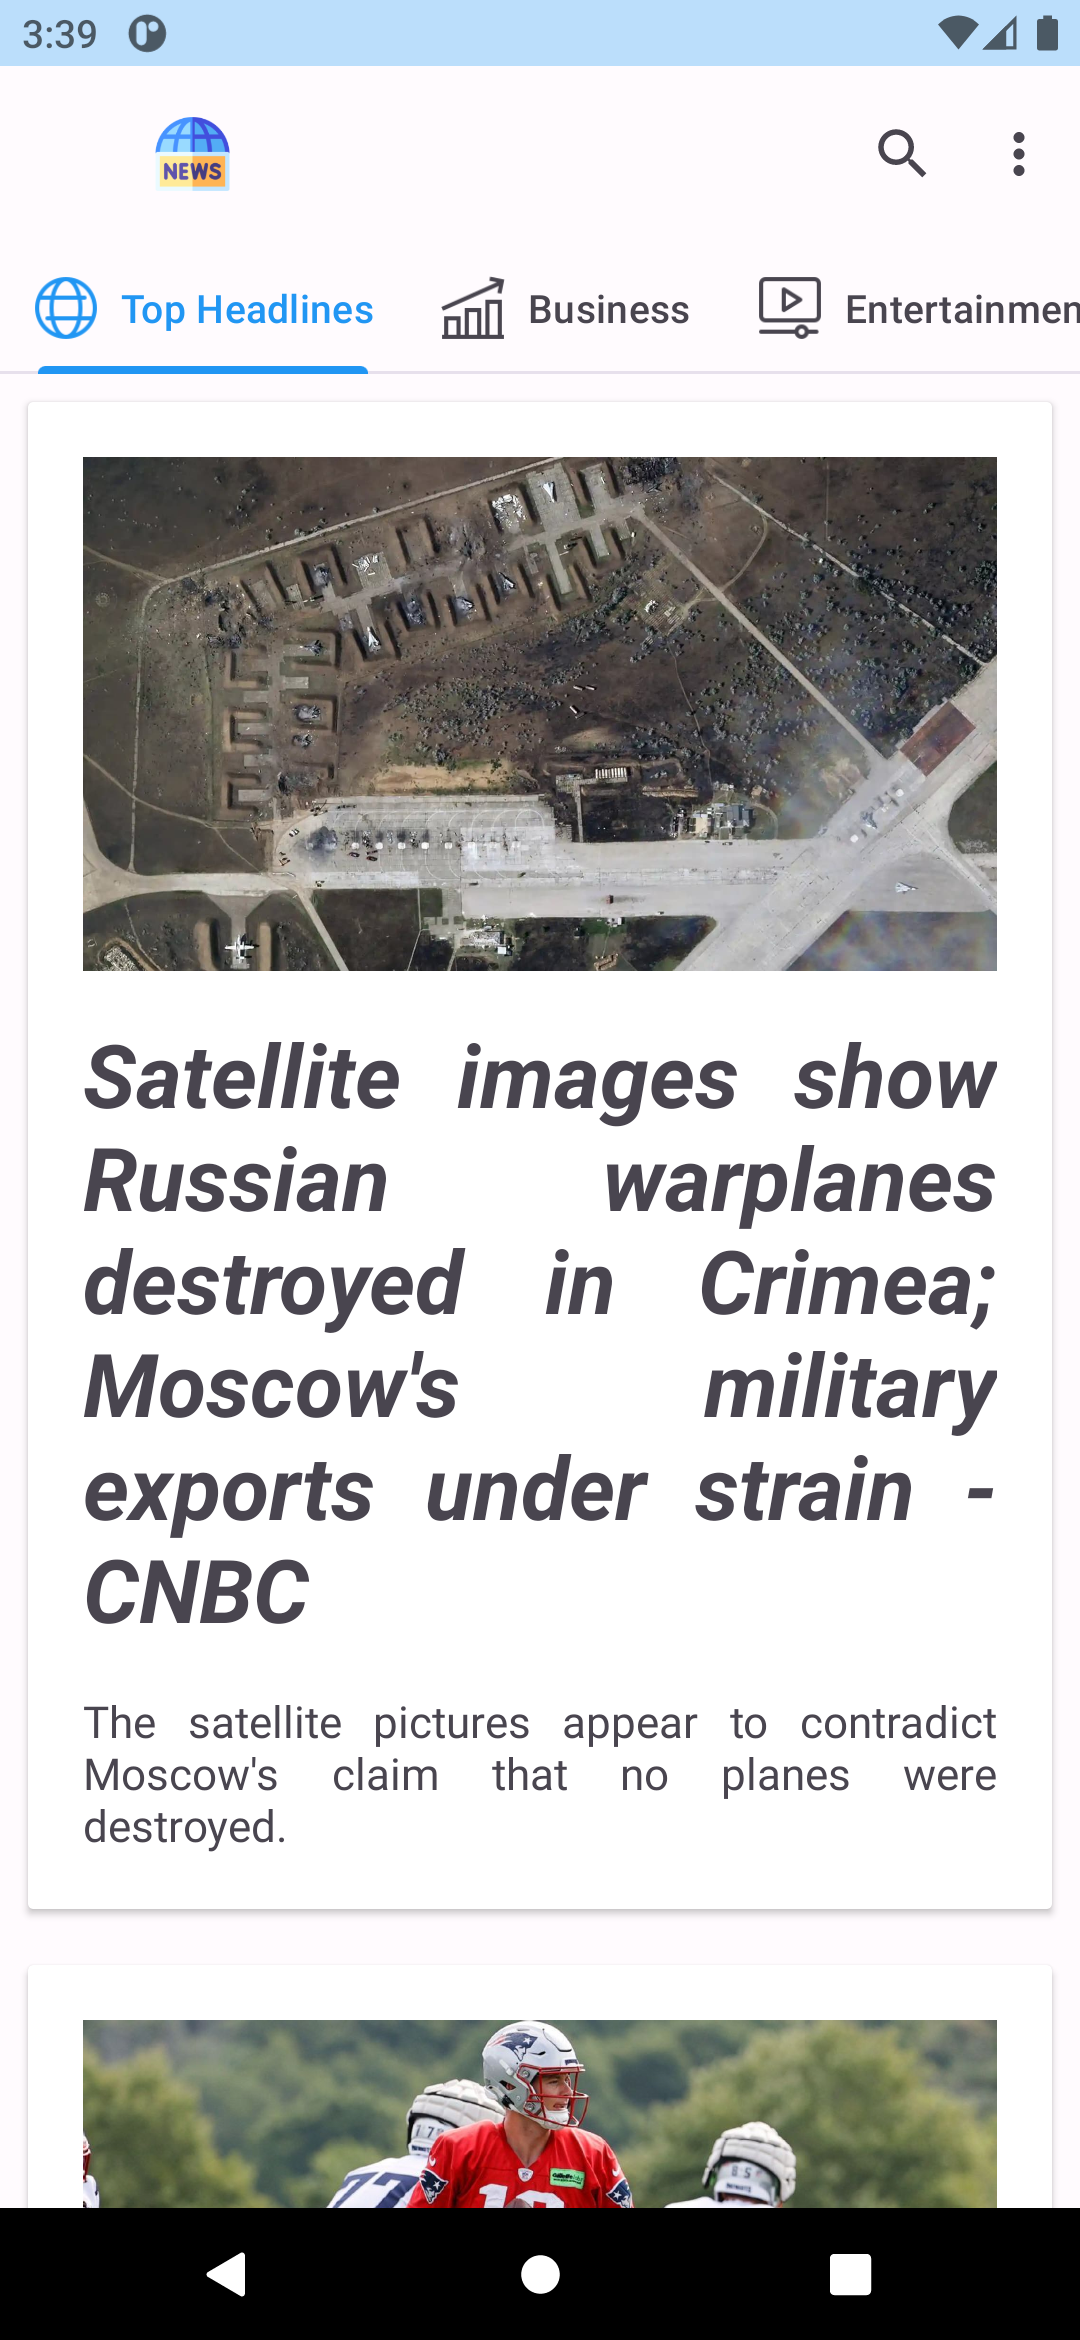 3:39
NEWS
Top Headlines
Business
Entertainmen
Satellite images show
Russian warplanes
destroyed in Crimea;
Moscow's military
exports under strain -
CNBC
The satellite pictures appear to contradict
Moscow's claim that no planes were
destroyed.
77